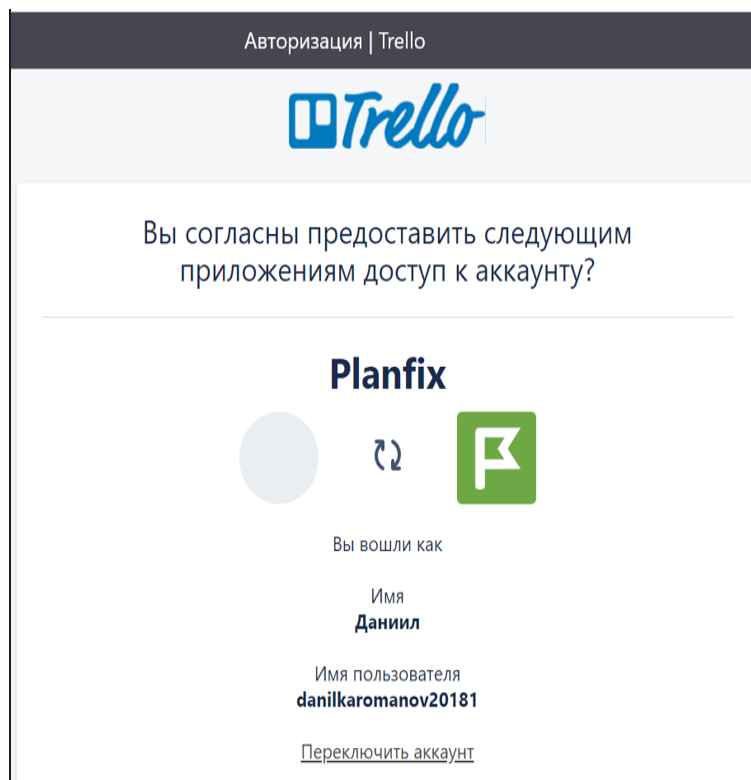 Авторизация | Trello
Trello
Вы согласны предоставить следующим
приложениям доступ к аккаунту?
Planfix
Вы вошли как
Имя
Даниил
Имя пользователя
danilkaromanov20181
Переключить аккаунт